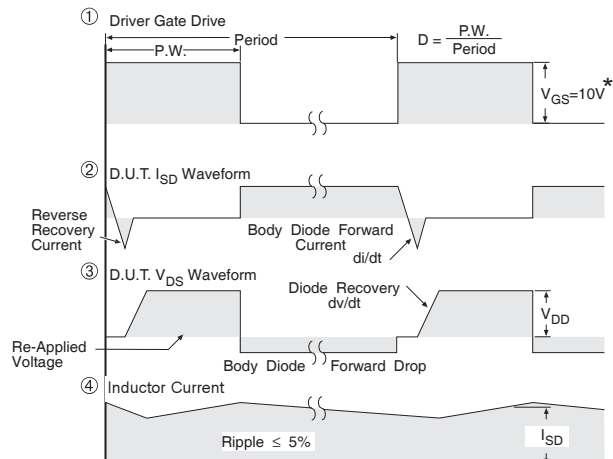 ① Driver Gate Drive
Period
P.W.
D = P.W. / Period
V_GS=10V*
② D.U.T. I_SD Waveform
Reverse
Recovery
Current
Body Diode Forward
Current
di/dt
③ D.U.T. V_DS Waveform
Diode Recovery
dv/dt
V_DD
Re-Applied
Voltage
Body Diode Forward Drop
④ Inductor Current
Ripple ≤ 5%
I_SD